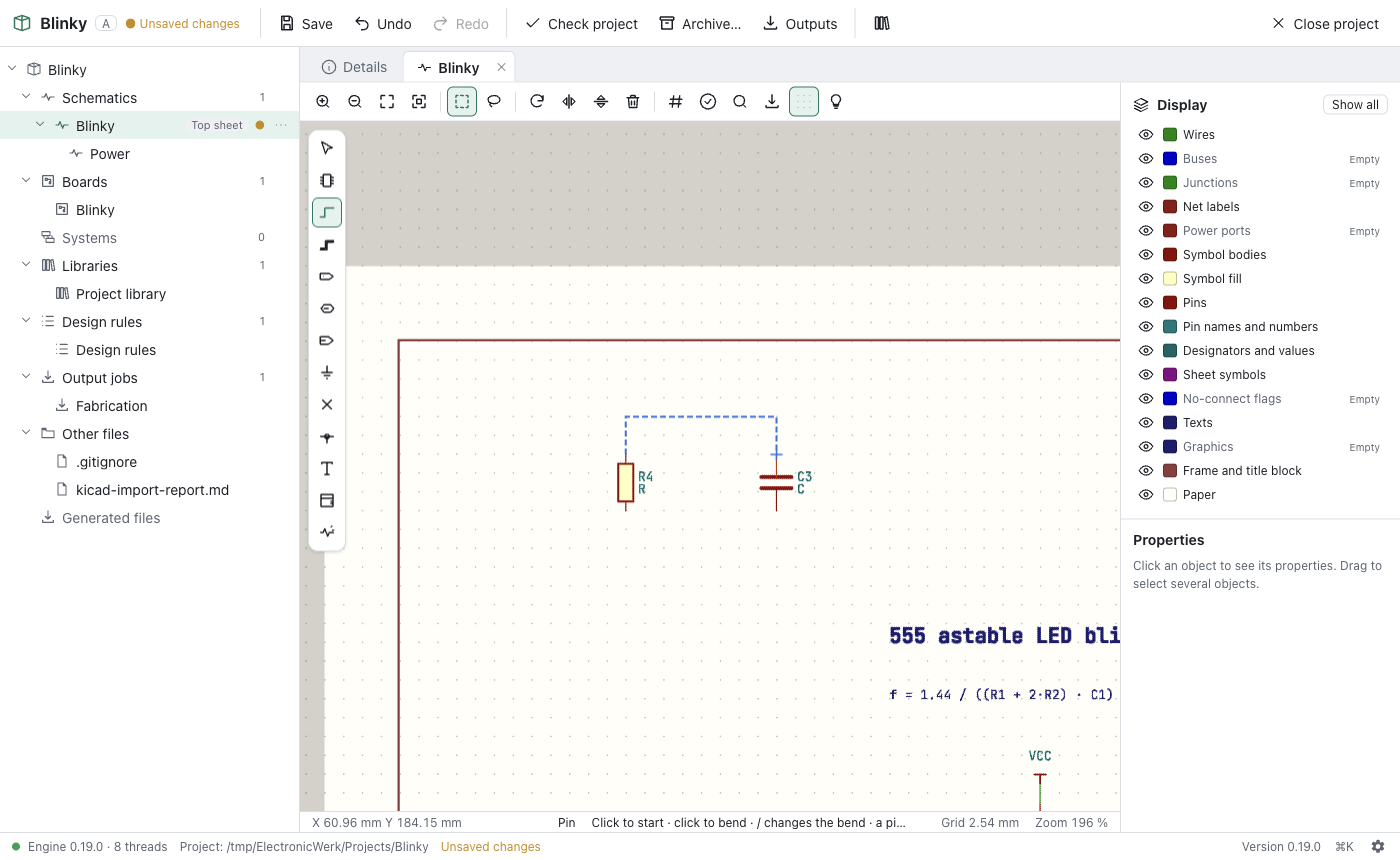 Blinky A Unsaved changes Save Undo Redo Check project Archive... Outputs Close project
Blinky
Schematics 1
Blinky Top sheet ···
Power
Boards 1
Blinky
Systems 0
Libraries 1
Project library
Design rules 1
Design rules
Output jobs 1
Fabrication
Other files
.gitignore
kicad-import-report.md
Generated files
Details Blinky
R4
R
C3
C
555 astable LED bli
f = 1.44 / ((R1 + 2·R2) · C1)
VCC
X 60.96 mm Y 184.15 mm Pin Click to start · click to bend · / changes the bend · a pi... Grid 2.54 mm Zoom 196 %
Display Show all
Wires
Buses Empty
Junctions Empty
Net labels
Power ports Empty
Symbol bodies
Symbol fill
Pins
Pin names and numbers
Designators and values
Sheet symbols
No-connect flags Empty
Texts
Graphics Empty
Frame and title block
Paper
Properties
Click an object to see its properties. Drag to
select several objects.
Engine 0.19.0 · 8 threads Project: /tmp/ElectronicWerk/Projects/Blinky Unsaved changes Version 0.19.0 ⌘K